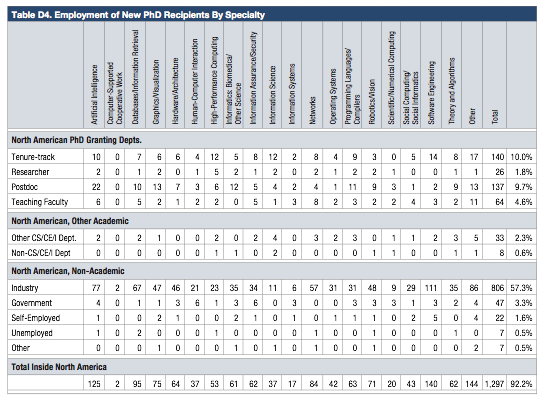 Table D4. Employment of New PhD Recipients By Specialty
Artificial Intelligence
Computer-Supported Cooperative Work
Databases/Information Retrieval
Graphics/Visualization
Hardware/Architecture
Human-Computer Interaction
High-Performance Computing
Informatics: Biomedical/ Other Science
Information Assurance/Security
Information Science
Information Systems
Networks
Operating Systems
Programming Languages/ Compilers
Robotics/Vision
Scientific/Numerical Computing
Social Computing/ Social Informatics
Software Engineering
Theory and Algorithms
Other
Total
North American PhD Granting Depts.
Tenure-track 10 0 7 6 6 4 12 5 8 12 2 8 4 9 3 0 5 14 8 17 140 10.0%
Researcher 2 0 1 2 0 1 5 2 1 2 0 2 1 2 2 0 1 1 0 1 26 1.8%
Postdoc 22 0 10 13 7 3 6 12 5 4 2 4 1 11 9 3 1 2 9 13 137 9.7%
Teaching Faculty 6 0 5 2 1 2 2 0 5 1 3 8 2 3 2 2 4 3 2 11 64 4.6%
North American, Other Academic
Other CS/CE/I Dept. 2 0 2 1 0 0 2 0 2 4 0 3 2 3 0 1 1 2 3 5 33 2.3%
Non-CS/CE/I Dept 0 0 0 0 0 0 1 1 0 2 0 1 0 0 1 0 0 0 1 1 8 0.6%
North American, Non-Academic
Industry 77 2 67 47 46 21 23 35 34 11 6 57 31 31 48 9 29 111 35 86 806 57.3%
Government 4 0 1 1 3 6 1 3 6 0 3 0 0 3 3 3 1 3 2 4 47 3.3%
Self-Employed 1 0 0 2 1 0 0 2 1 0 1 0 1 1 1 0 2 5 0 4 22 1.6%
Unemployed 1 0 2 0 0 0 1 0 0 0 0 1 0 0 1 0 0 0 1 0 7 0.5%
Other 0 0 0 1 0 0 0 1 0 1 0 0 0 0 1 1 0 0 0 2 7 0.5%
Total Inside North America
125 2 95 75 64 37 53 61 62 37 17 84 42 63 71 20 43 140 62 144 1,297 92.2%